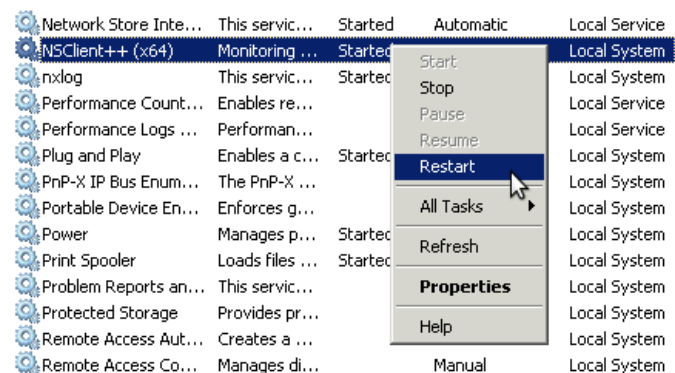 Network Store Inte... This servic... Started Automatic Local Service
NSClient++ (x64) Monitoring ... Started Local System
Start
nxlog This servic... Started Local System
Stop
Performance Count... Enables re... Local Service
Pause
Performance Logs ... Performan... Local Service
Resume
Plug and Play Enables a c... Started Local System
Restart
PnP-X IP Bus Enum... The PnP-X ... Local System
Portable Device En... Enforces g... Local System
All Tasks
Power Manages p... Started Local System
Refresh
Print Spooler Loads files ... Started Local System
Problem Reports an... This servic... Local System
Properties
Protected Storage Provides pr... Local System
Help
Remote Access Aut... Creates a ... Local System
Remote Access Co... Manages di... Manual Local System